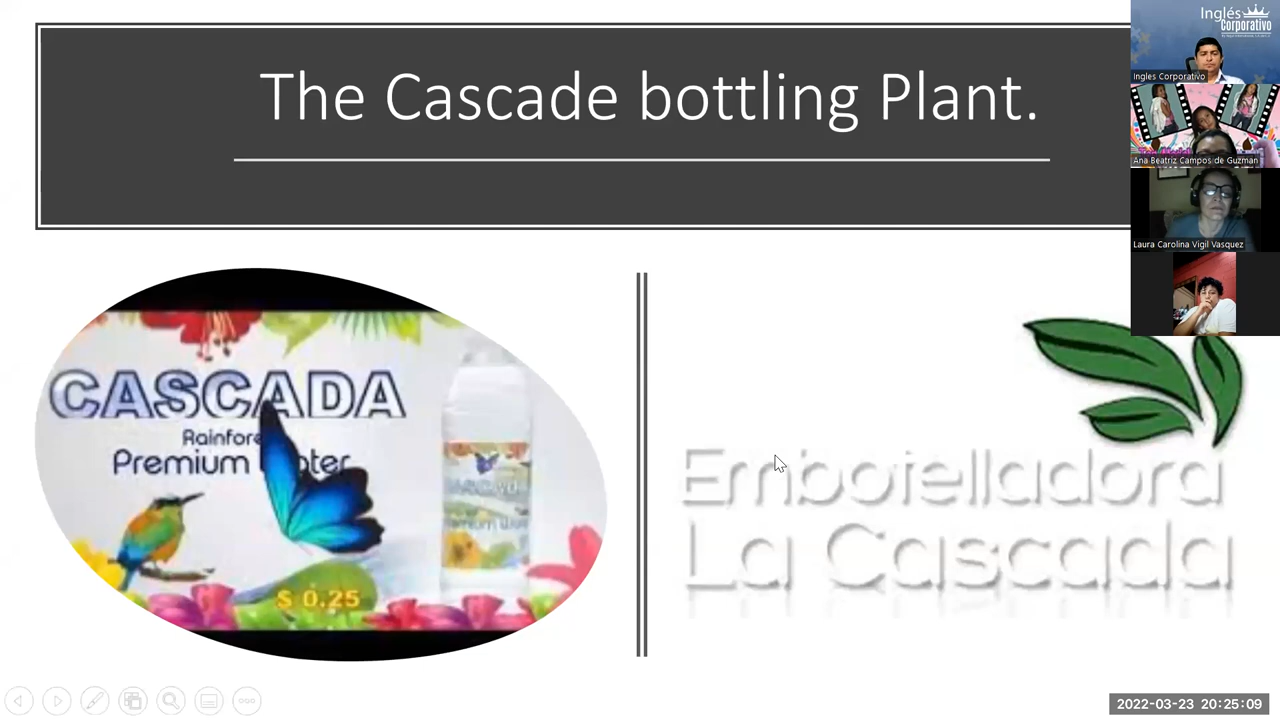 The Cascade bottling Plant.
CASCADA
Premium
$ 0.25
Embotelladora
La Cascada
Inglés
Corporativo
Ingles Corporativo
Ana Beatriz Campos de Guzman
Laura Carolina Vigil Vasquez
2022-03-23 20:25:09